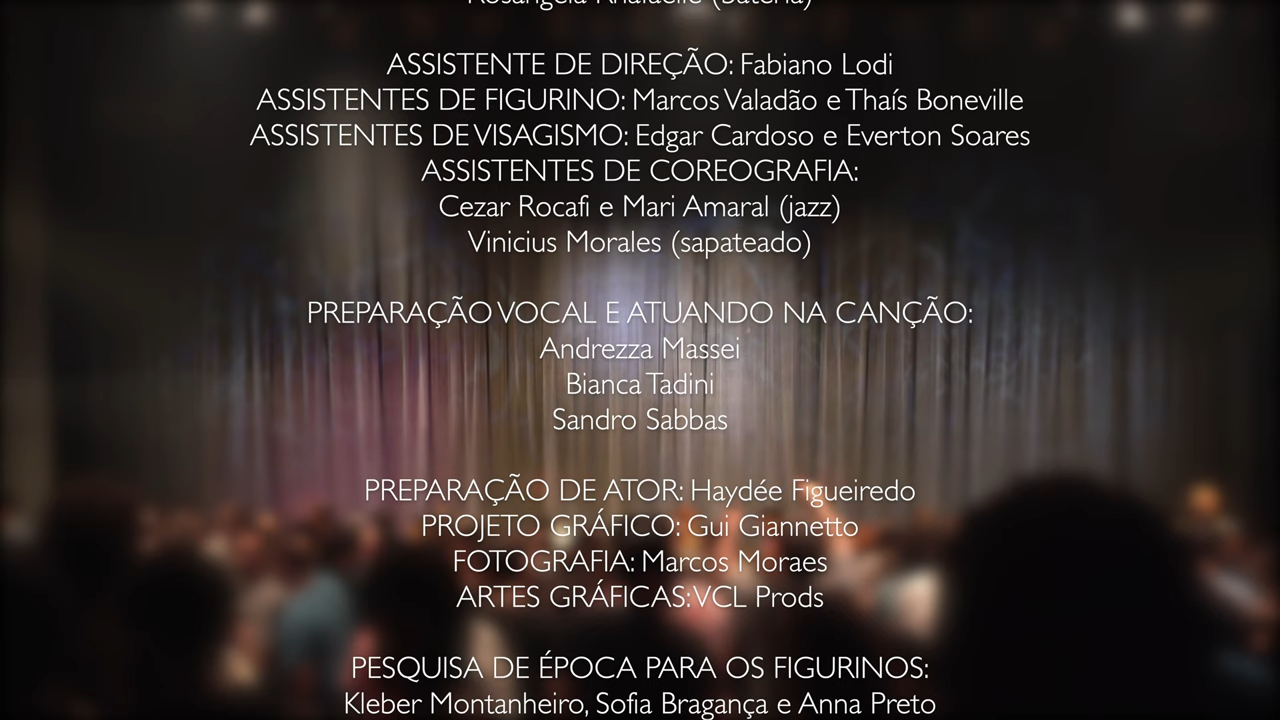 (bateria)
ASSISTENTE DE DIREÇÃO: Fabiano Lodi
ASSISTENTES DE FIGURINO: Marcos Valadão e Thaís Boneville
ASSISTENTES DE VISAGISMO: Edgar Cardoso e Everton Soares
ASSISTENTES DE COREOGRAFIA:
Cezar Rocafi e Mari Amaral (jazz)
Vinicius Morales (sapateado)
PREPARAÇÃO VOCAL E ATUANDO NA CANÇÃO:
Andrezza Massei
Bianca Tadini
Sandro Sabbas
PREPARAÇÃO DE ATOR: Haydée Figueiredo
PROJETO GRÁFICO: Gui Giannetto
FOTOGRAFIA: Marcos Moraes
ARTES GRÁFICAS: VCL Prods
PESQUISA DE ÉPOCA PARA OS FIGURINOS:
Kleber Montanheiro, Sofia Bragança e Anna Preto